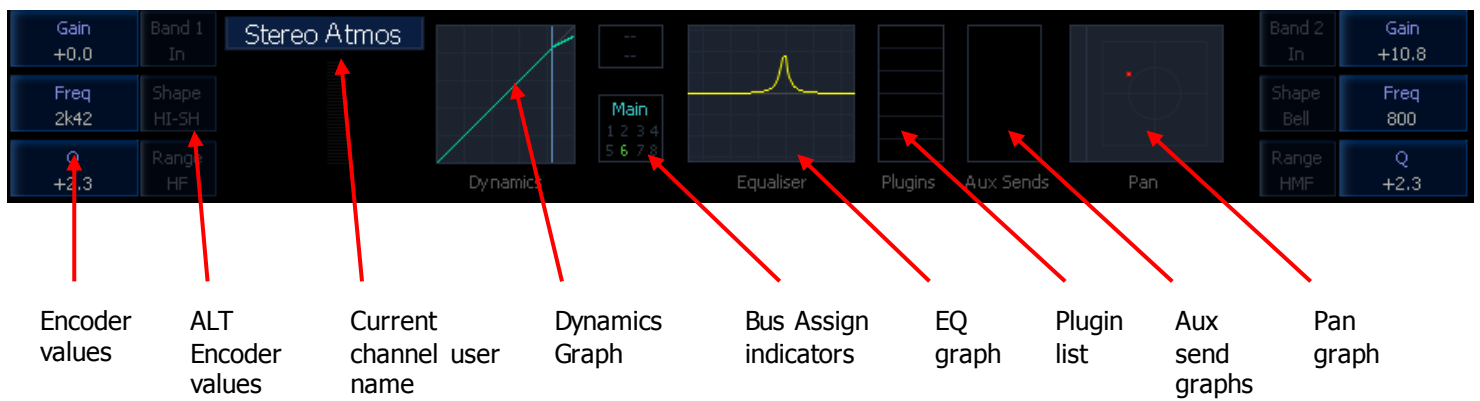 Gain
+0.0
Band 1
In
Stereo Atmos
--
--
Band 2
In
Gain
+10.8
Freq
2k42
Shape
HI-SH
Main
1 2 3 4
5 6 7 8
Shape
Bell
Freq
800
Q
+2.3
Range
HF
Dynamics
Equaliser
Plugins
Aux Sends
Pan
Range
HMF
Q
+2.3
Encoder
values
ALT
Encoder
values
Current
channel user
name
Dynamics
Graph
Bus Assign
indicators
EQ
graph
Plugin
list
Aux
send
graphs
Pan
graph